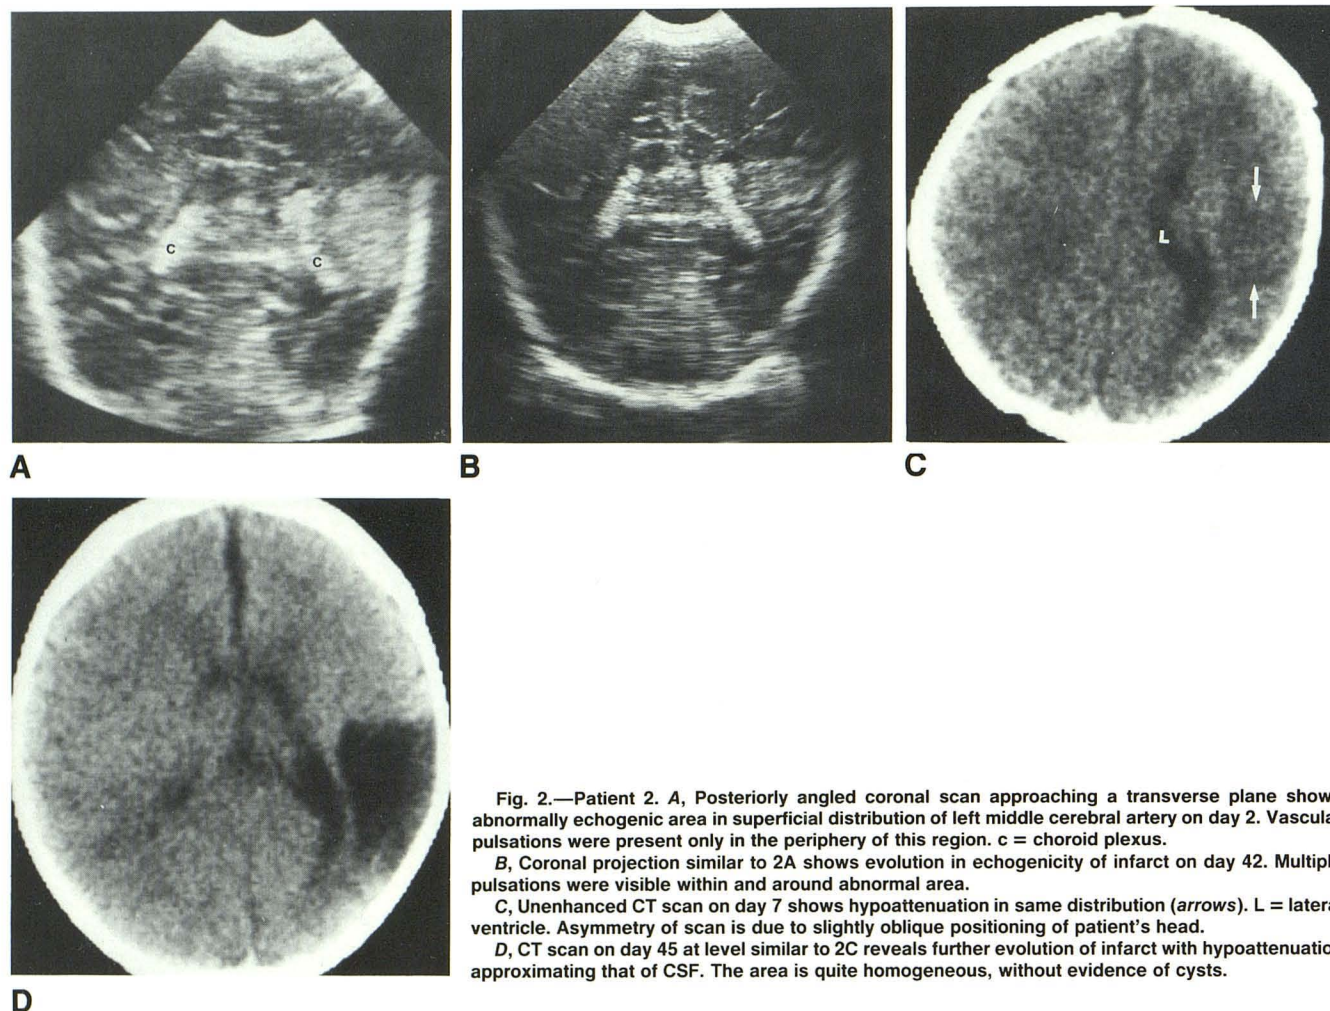 c
c
A
B
L
C
D
Fig. 2.—Patient 2. A, Posteriorly angled coronal scan approaching a transverse plane show
abnormally echogenic area in superficial distribution of left middle cerebral artery on day 2. Vascula
pulsations were present only in the periphery of this region. c = choroid plexus.
B, Coronal projection similar to 2A shows evolution in echogenicity of infarct on day 42. Multipl
pulsations were visible within and around abnormal area.
C, Unenhanced CT scan on day 7 shows hypoattenuation in same distribution (arrows). L = latera
ventricle. Asymmetry of scan is due to slightly oblique positioning of patient's head.
D, CT scan on day 45 at level similar to 2C reveals further evolution of infarct with hypoattenuatio
approximating that of CSF. The area is quite homogeneous, without evidence of cysts.